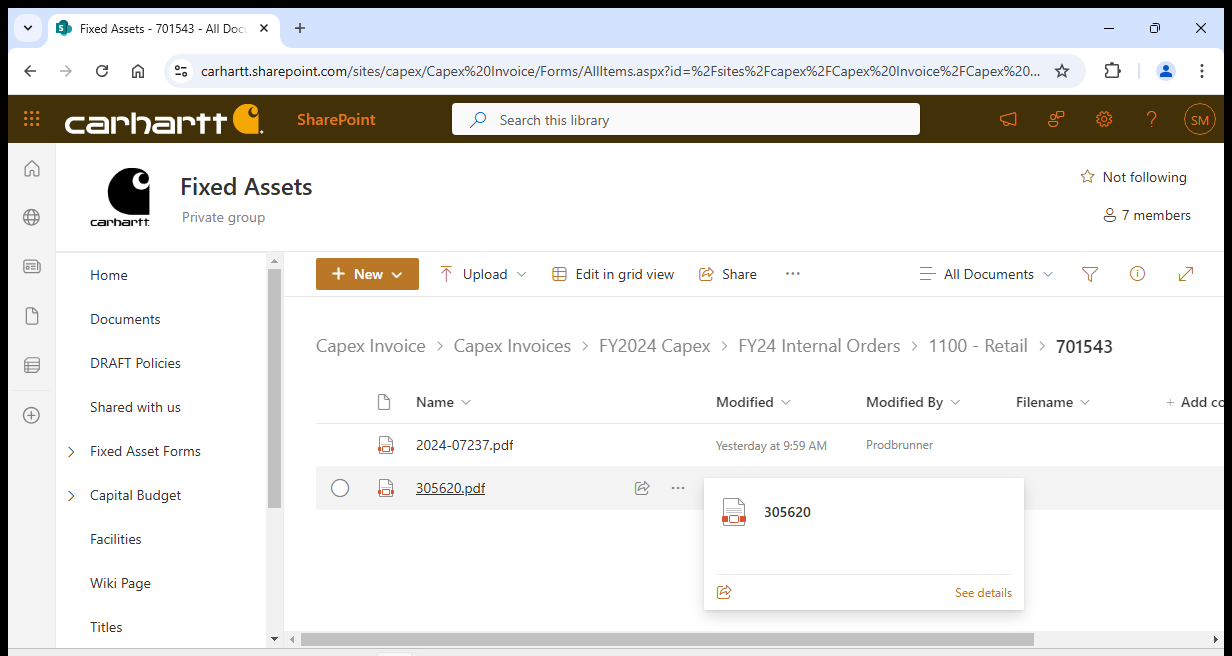 Fixed Assets - 701543 - All Doc
carhartt.sharepoint.com/sites/capex/Capex%20Invoice/Forms/AllItems.aspx?id=%2Fsites%2Fcapex%2FCapex%20Invoice%2FCapex%20...
carhartt SharePoint Search this library SM
carhartt Fixed Assets Not following
Private group 7 members
Home New Upload Edit in grid view Share ... All Documents
Documents
Capex Invoice > Capex Invoices > FY2024 Capex > FY24 Internal Orders > 1100 - Retail > 701543
DRAFT Policies
Shared with us Name Modified Modified By Filename + Add co
Fixed Asset Forms 2024-07237.pdf Yesterday at 9:59 AM Prodbrunner
Capital Budget 305620.pdf ...
305620
Facilities
Wiki Page See details
Titles